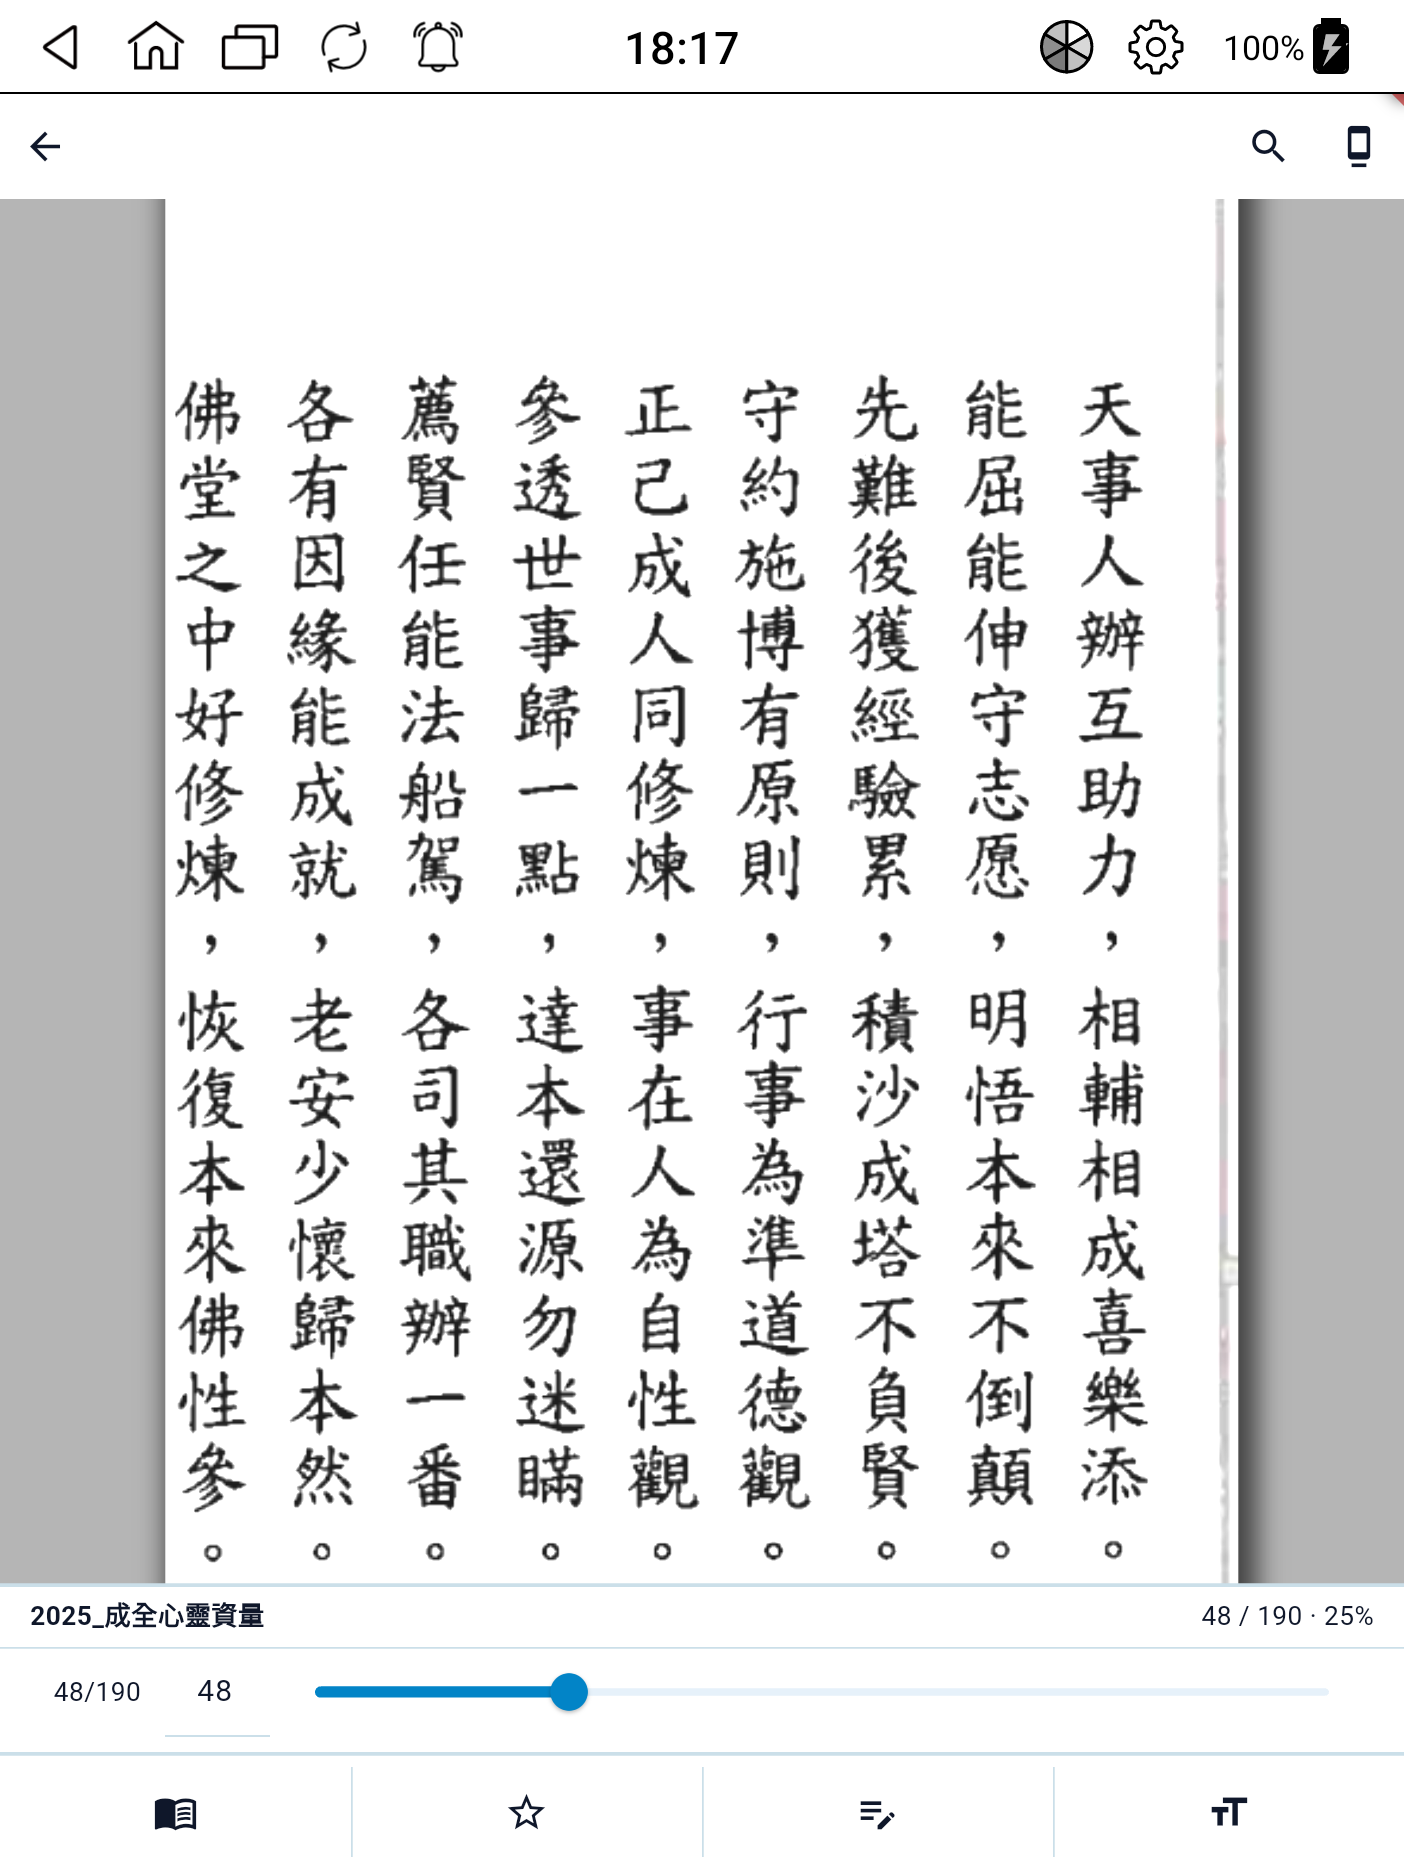 18:17
100%
天事人辦互助力，相輔相成喜樂添。
能屈能伸守志愿，明悟本來不倒顛。
先難後獲經驗累，積沙成塔不負賢。
守約施博有原則，行事為準道德觀。
正己成人同修煉，事在人為自性觀。
參透世事歸一點，達本還源勿迷瞞。
薦賢任能法船駕，各司其職辦一番。
各有因緣能成就，老安少懷歸本然。
佛堂之中好修煉，恢復本來佛性參。
2025_成全心靈資量
48 / 190 · 25%
48/190
48